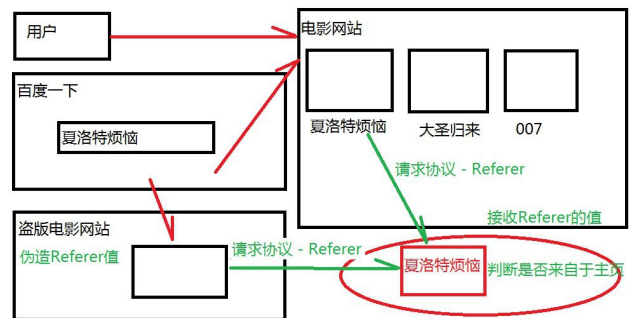 用户
电影网站
百度一下
夏洛特烦恼
夏洛特烦恼
大圣归来
007
请求协议 - Referer
接收Referer的值
盗版电影网站
伪造Referer值
请求协议 - Referer
夏洛特烦恼
判断是否来自于主页